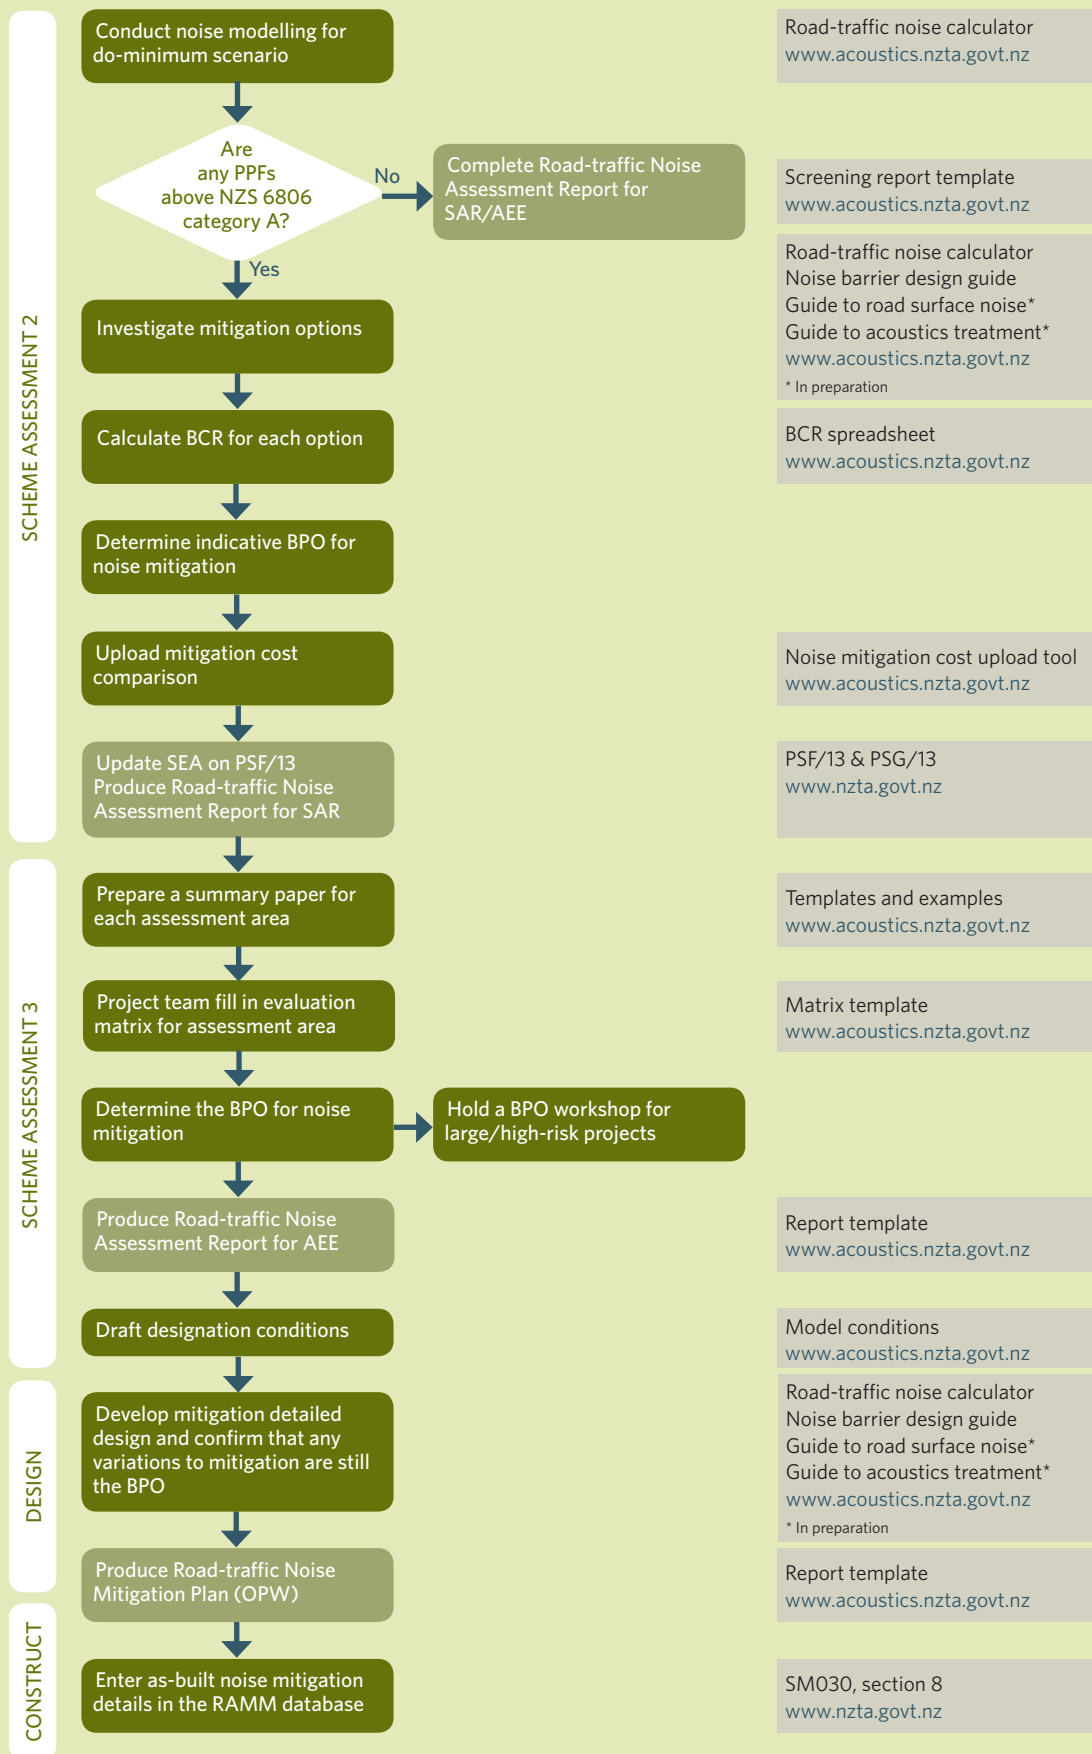 SCHEME ASSESSMENT 2
Conduct noise modelling for
do-minimum scenario
Road-traffic noise calculator
www.acoustics.nzta.govt.nz
Are
any PPFs
above NZS 6806
category A?
No
Complete Road-traffic Noise
Assessment Report for
SAR/AEE
Screening report template
www.acoustics.nzta.govt.nz
Yes
Investigate mitigation options
Road-traffic noise calculator
Noise barrier design guide
Guide to road surface noise*
Guide to acoustics treatment*
www.acoustics.nzta.govt.nz
* In preparation
Calculate BCR for each option
BCR spreadsheet
www.acoustics.nzta.govt.nz
Determine indicative BPO for
noise mitigation
Upload mitigation cost
comparison
Noise mitigation cost upload tool
www.acoustics.nzta.govt.nz
Update SEA on PSF/13
Produce Road-traffic Noise
Assessment Report for SAR
PSF/13 & PSG/13
www.nzta.govt.nz
SCHEME ASSESSMENT 3
Prepare a summary paper for
each assessment area
Templates and examples
www.acoustics.nzta.govt.nz
Project team fill in evaluation
matrix for assessment area
Matrix template
www.acoustics.nzta.govt.nz
Determine the BPO for noise
mitigation
Hold a BPO workshop for
large/high-risk projects
Produce Road-traffic Noise
Assessment Report for AEE
Report template
www.acoustics.nzta.govt.nz
Draft designation conditions
Model conditions
www.acoustics.nzta.govt.nz
DESIGN
Develop mitigation detailed
design and confirm that any
variations to mitigation are still
the BPO
Road-traffic noise calculator
Noise barrier design guide
Guide to road surface noise*
Guide to acoustics treatment*
www.acoustics.nzta.govt.nz
* In preparation
Produce Road-traffic Noise
Mitigation Plan (OPW)
Report template
www.acoustics.nzta.govt.nz
CONSTRUCT
Enter as-built noise mitigation
details in the RAMM database
SM030, section 8
www.nzta.govt.nz